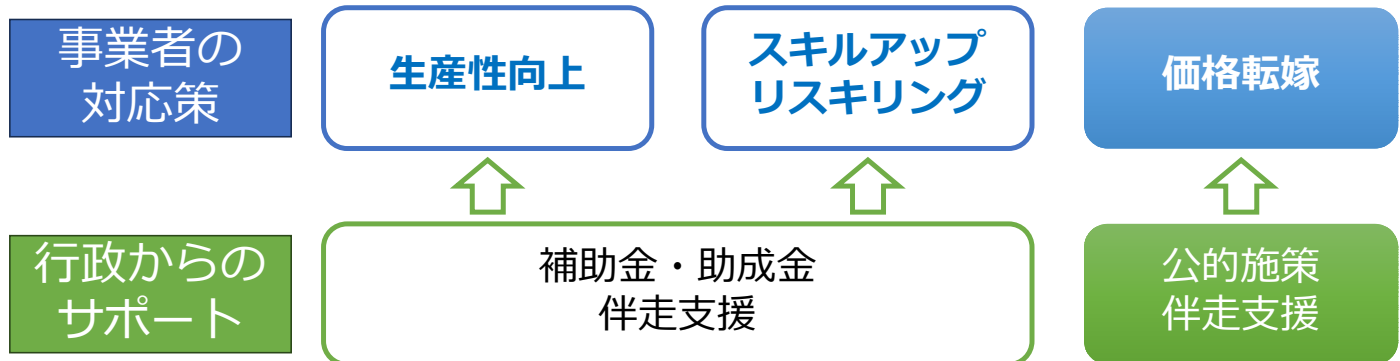 事業者の
対応策
生産性向上
スキルアップ
リスキリング
価格転嫁
行政からの
サポート
補助金・助成金
伴走支援
公的施策
伴走支援